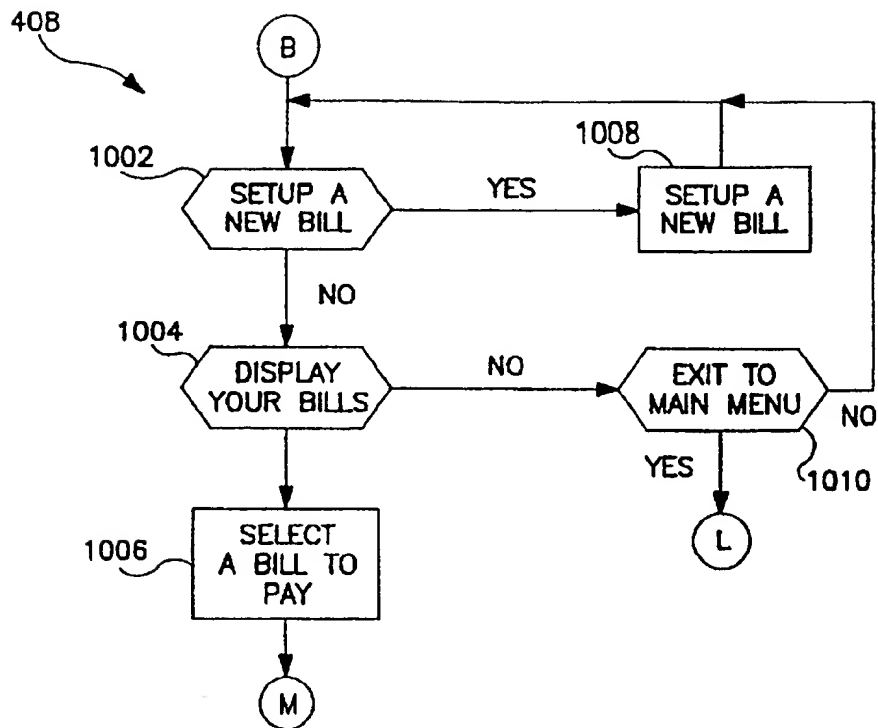 408
B
1002
SETUP A
NEW BILL
YES
1008
SETUP A
NEW BILL
NO
1004
DISPLAY
YOUR BILLS
NO
EXIT TO
MAIN MENU
NO
YES
1010
L
1006
SELECT
A BILL TO
PAY
M